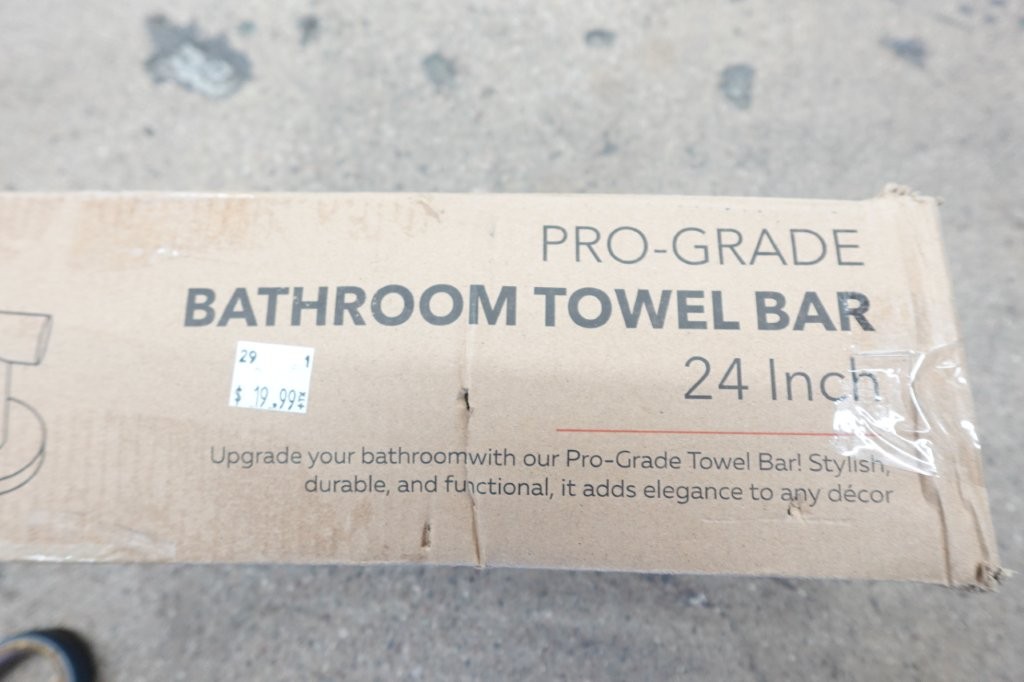 PRO-GRADE
BATHROOM TOWEL BAR
24 Inch
29 1
$ 19.99
Upgrade your bathroomwith our Pro-Grade Towel Bar! Stylish,
durable, and functional, it adds elegance to any décor